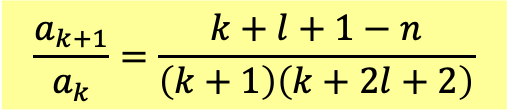 a_{k+1}/a_k = (k + l + 1 − n)/((k + 1)(k + 2l + 2))